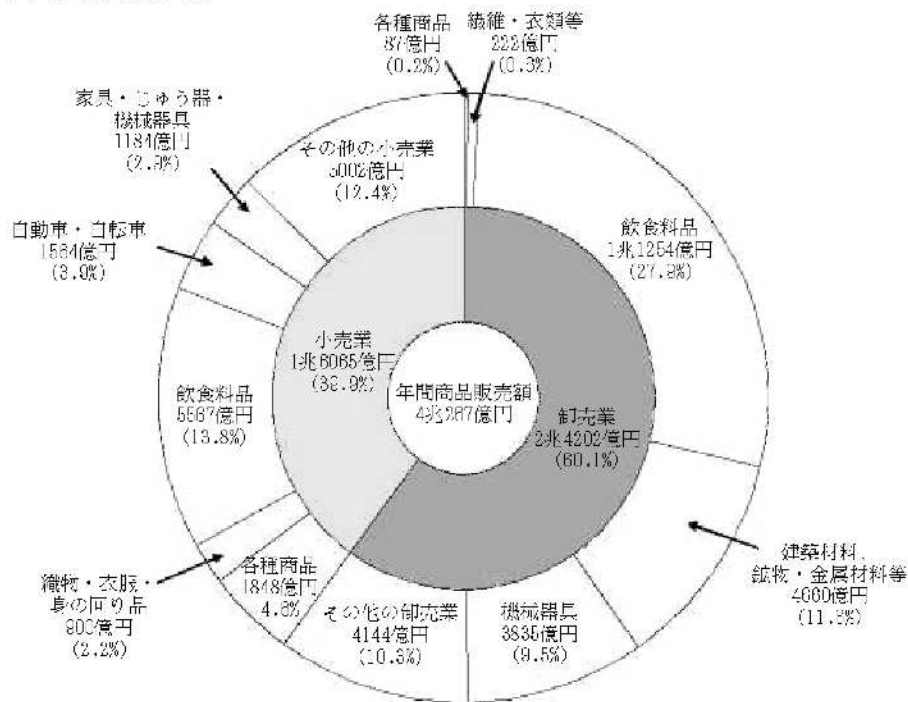 各種商品
87億円
(0.2%)
繊維・衣類等
222億円
(0.6%)
家具・じゅう器・
機械器具
1184億円
(2.9%)
その他の小売業
5002億円
(12.4%)
自動車・自転車
1564億円
(3.9%)
飲食料品
1兆1254億円
(27.9%)
小売業
1兆6065億円
(39.9%)
年間商品販売額
4兆267億円
卸売業
2兆4202億円
(60.1%)
飲食料品
5567億円
(13.8%)
建築材料、
鉱物・金属材料等
4660億円
(11.6%)
織物・衣服・
身の回り品
900億円
(2.2%)
各種商品
1848億円
4.6%
その他の卸売業
4144億円
(10.3%)
機械器具
3835億円
(9.5%)